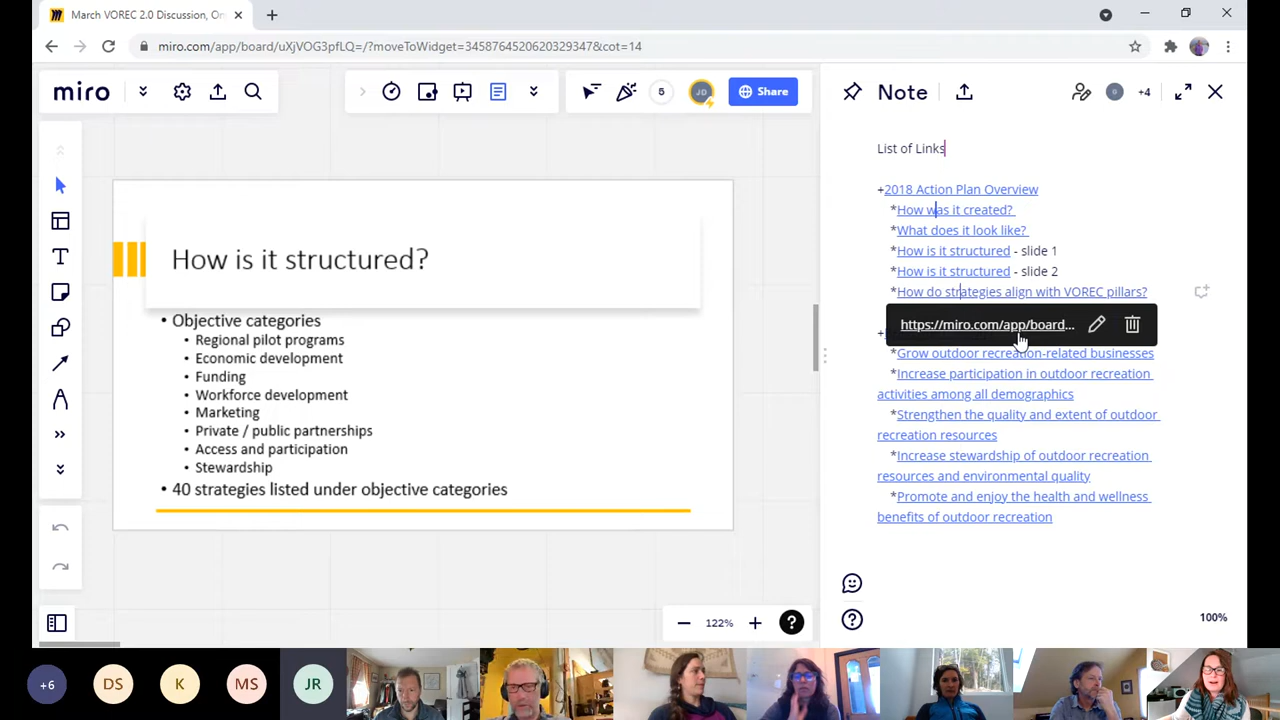 March VOREC 2.0 Discussion, On
miro.com/app/board/uXjVOG3pfLQ=/?moveToWidget=3458764520620329347&cot=14
miro
5
JD
Share
Note
+4
How is it structured?
• Objective categories
• Regional pilot programs
• Economic development
• Funding
• Workforce development
• Marketing
• Private / public partnerships
• Access and participation
• Stewardship
• 40 strategies listed under objective categories
List of Links
+2018 Action Plan Overview
*How was it created?
*What does it look like?
*How is it structured - slide 1
*How is it structured - slide 2
*How do strategies align with VOREC pillars?
https://miro.com/app/board...
+
*Grow outdoor recreation-related businesses
*Increase participation in outdoor recreation
activities among all demographics
*Strengthen the quality and extent of outdoor
recreation resources
*Increase stewardship of outdoor recreation
resources and environmental quality
*Promote and enjoy the health and wellness
benefits of outdoor recreation
122%
100%
+6
DS
K
MS
JR